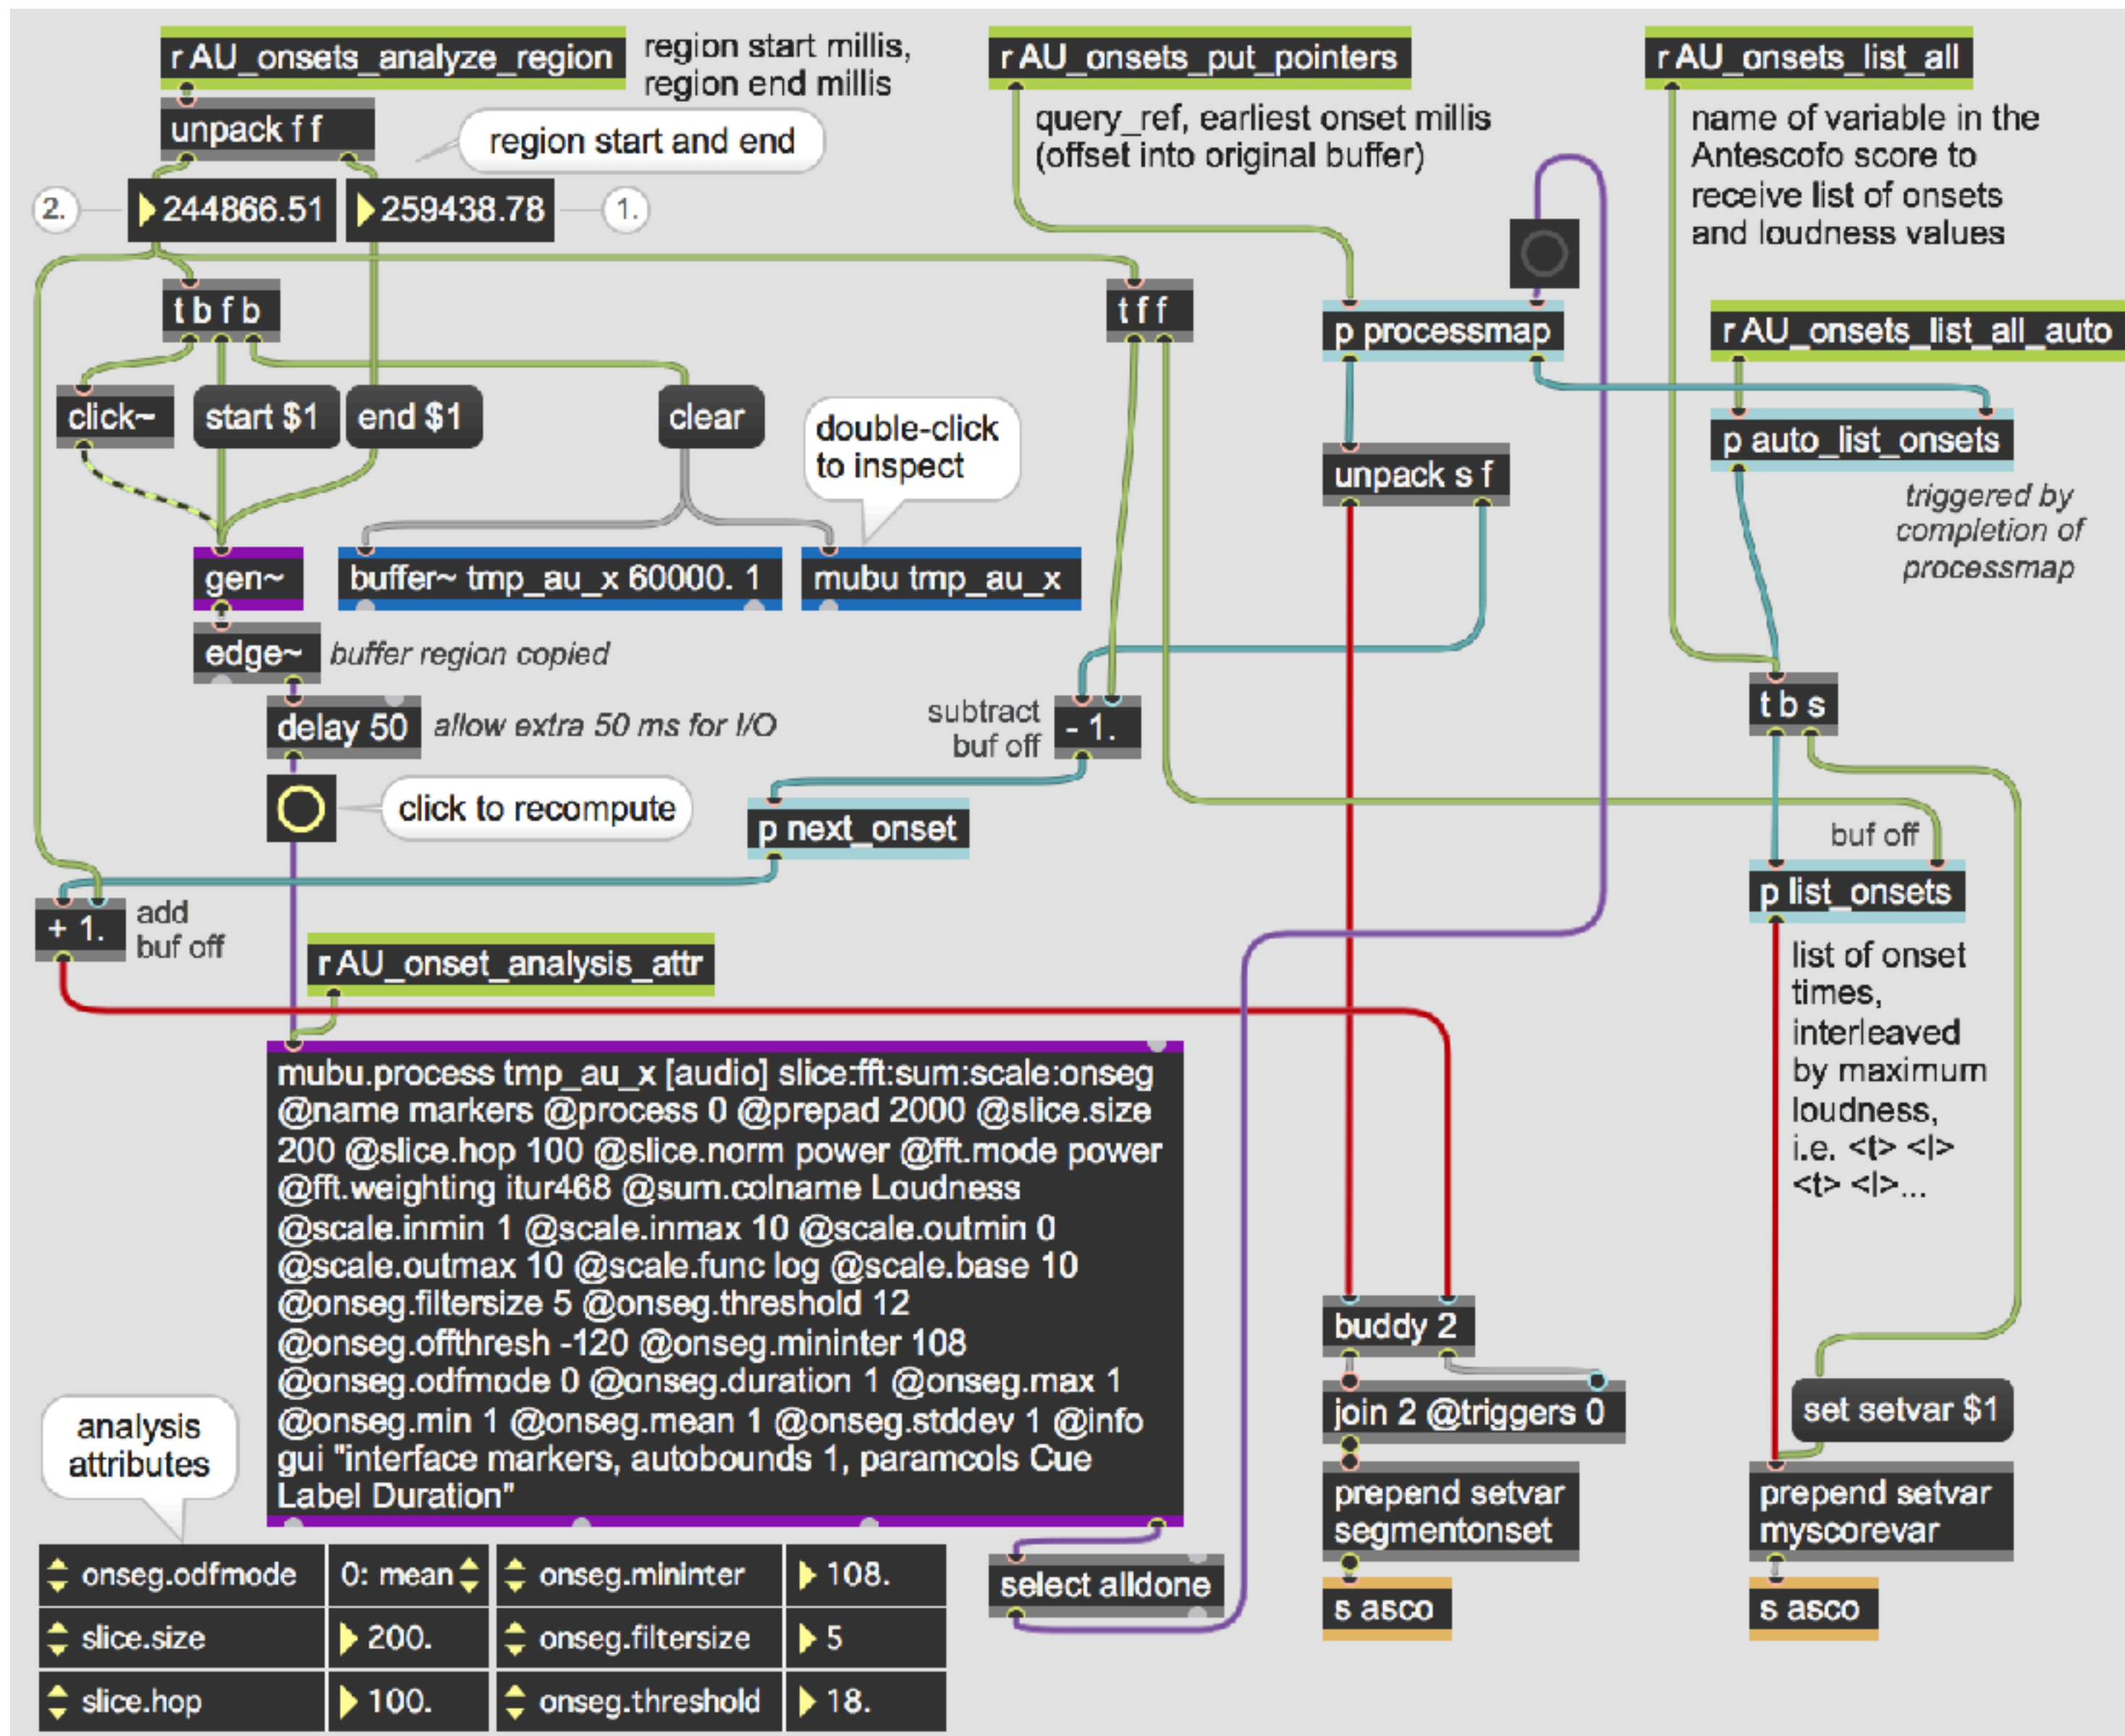 r AU_onsets_analyze_region
region start millis,
region end millis
r AU_onsets_put_pointers
r AU_onsets_list_all
unpack f f
region start and end
query_ref, earliest onset millis
(offset into original buffer)
name of variable in the
Antescofo score to
receive list of onsets
and loudness values
2.
244866.51
259438.78
1.
t b f b
t f f
p processmap
r AU_onsets_list_all_auto
click~
start $1
end $1
clear
double-click
to inspect
p auto_list_onsets
unpack s f
triggered by
completion of
processmap
gen~
buffer~ tmp_au_x 60000. 1
mubu tmp_au_x
edge~
buffer region copied
delay 50
allow extra 50 ms for I/O
subtract
buf off
- 1.
t b s
click to recompute
p next_onset
buf off
p list_onsets
+ 1.
add
buf off
r AU_onset_analysis_attr
list of onset
times,
interleaved
by maximum
loudness,
i.e. <t> <l>
<t> <l>...
mubu.process tmp_au_x [audio] slice:fft:sum:scale:onseg
@name markers @process 0 @prepad 2000 @slice.size
200 @slice.hop 100 @slice.norm power @fft.mode power
@fft.weighting itur468 @sum.colname Loudness
@scale.inmin 1 @scale.inmax 10 @scale.outmin 0
@scale.outmax 10 @scale.func log @scale.base 10
@onseg.filtersize 5 @onseg.threshold 12
@onseg.offthresh -120 @onseg.mininter 108
@onseg.odfmode 0 @onseg.duration 1 @onseg.max 1
@onseg.min 1 @onseg.mean 1 @onseg.stddev 1 @info
gui "interface markers, autobounds 1, paramcols Cue
Label Duration"
buddy 2
join 2 @triggers 0
set setvar $1
analysis
attributes
prepend setvar
segmentonset
prepend setvar
myscorevar
onseg.odfmode
0: mean
onseg.mininter
108.
select alldone
s asco
s asco
slice.size
200.
onseg.filtersize
5
slice.hop
100.
onseg.threshold
18.